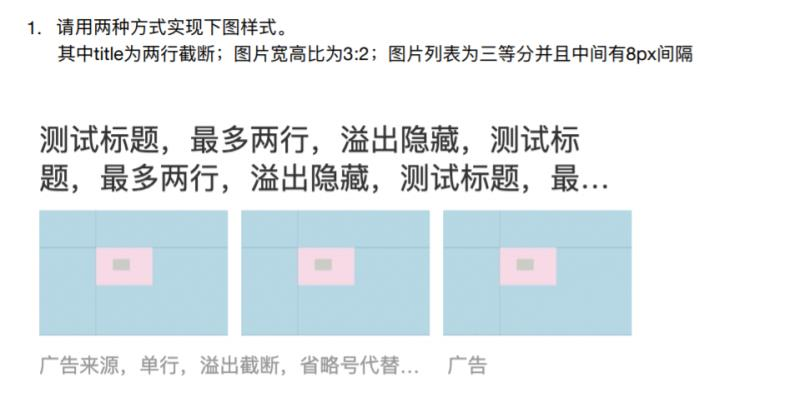 1. 请用两种方式实现下图样式。
其中title为两行截断；图片宽高比为3:2；图片列表为三等分并且中间有8px间隔
测试标题，最多两行，溢出隐藏，测试标
题，最多两行，溢出隐藏，测试标题，最...
广告来源，单行，溢出截断，省略号代替... 广告